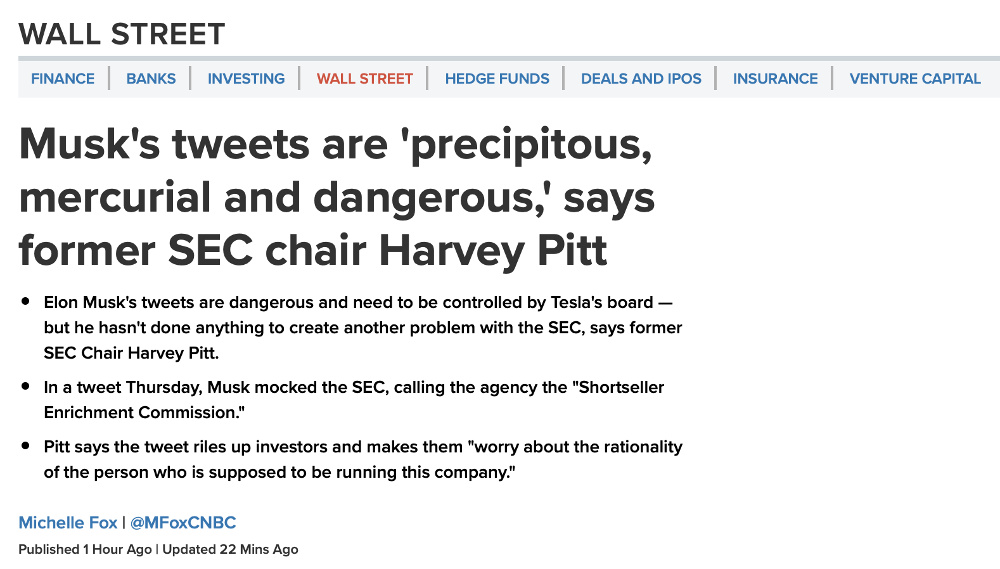 WALL STREET
FINANCE | BANKS | INVESTING | WALL STREET | HEDGE FUNDS | DEALS AND IPOS | INSURANCE | VENTURE CAPITAL
Musk's tweets are 'precipitous,
mercurial and dangerous,' says
former SEC chair Harvey Pitt
• Elon Musk's tweets are dangerous and need to be controlled by Tesla's board —
but he hasn't done anything to create another problem with the SEC, says former
SEC Chair Harvey Pitt.
• In a tweet Thursday, Musk mocked the SEC, calling the agency the "Shortseller
Enrichment Commission."
• Pitt says the tweet riles up investors and makes them "worry about the rationality
of the person who is supposed to be running this company."
Michelle Fox | @MFoxCNBC
Published 1 Hour Ago | Updated 22 Mins Ago